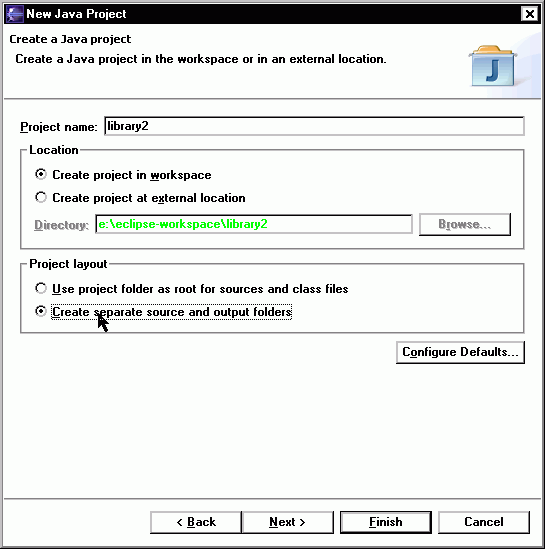 New Java Project
Create a Java project
Create a Java project in the workspace or in an external location.
J
Project name: library2
Location
Create project in workspace
Create project at external location
Directory: e:\eclipse-workspace\library2 Browse...
Project layout
Use project folder as root for sources and class files
Create separate source and output folders
Configure Defaults...
< Back Next > Finish Cancel